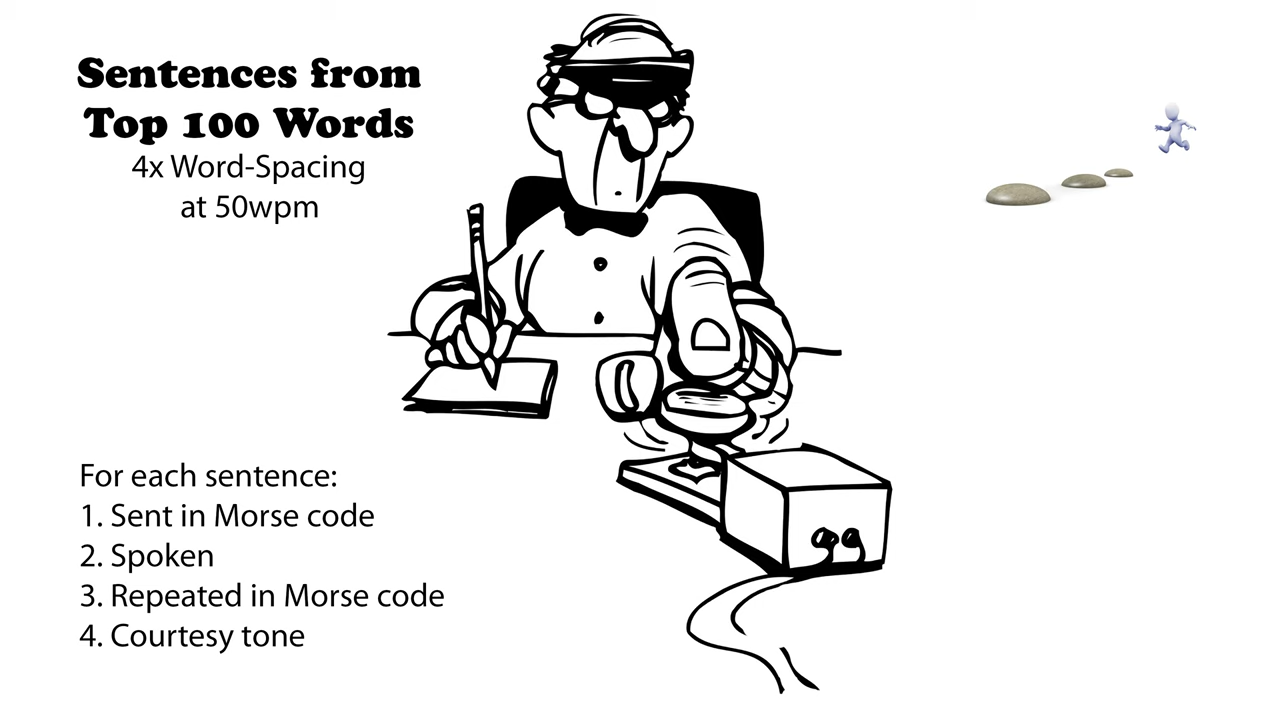 Sentences from
Top 100 Words
4x Word-Spacing
at 50wpm
For each sentence:
1. Sent in Morse code
2. Spoken
3. Repeated in Morse code
4. Courtesy tone